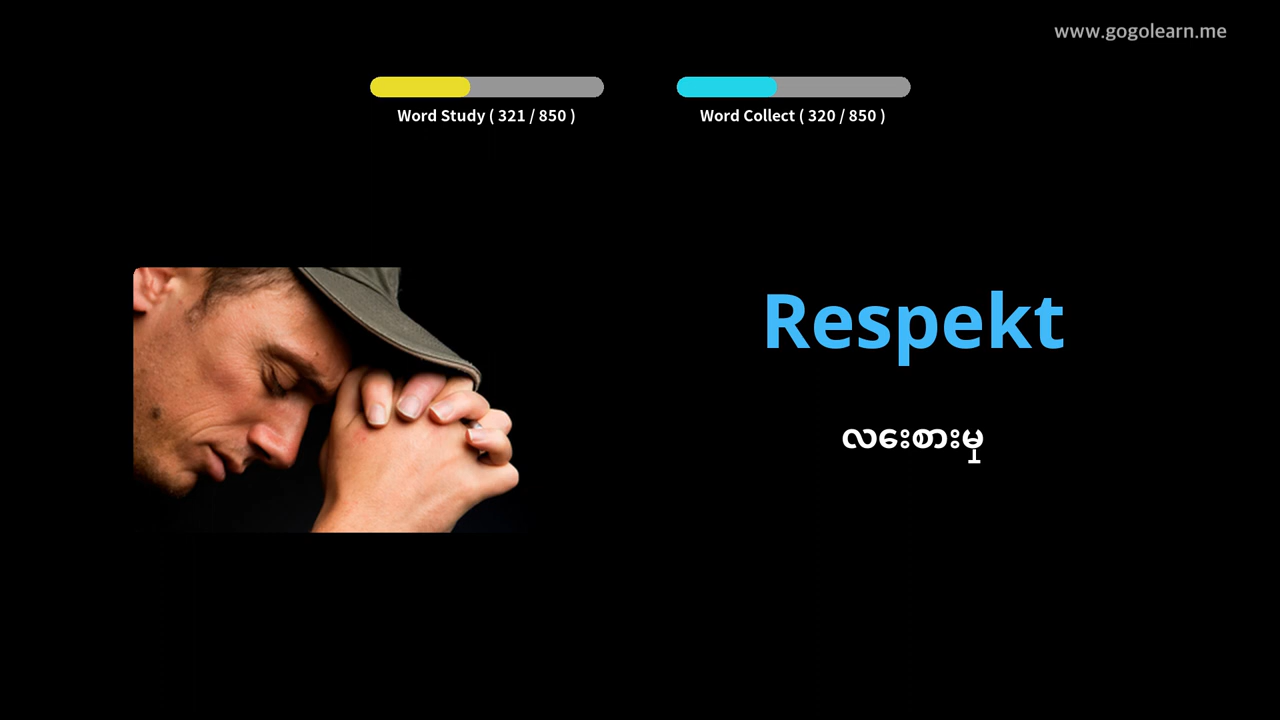 www.gogolearn.me
Word Study ( 321 / 850 )
Word Collect ( 320 / 850 )
Respekt
လေးစားမှု